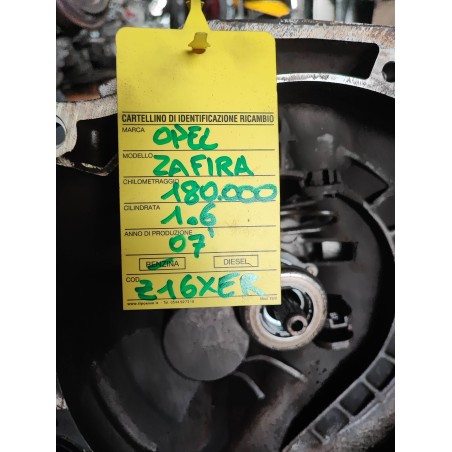 CARTELLINO DI IDENTIFICAZIONE RICAMBIO
MARCA OPEL
MODELLO ZAFIRA
CHILOMETRAGGIO 180.000
CILINDRATA 1.6
ANNO DI PRODUZIONE 07'
BENZINA DIESEL
COD. Z16XER